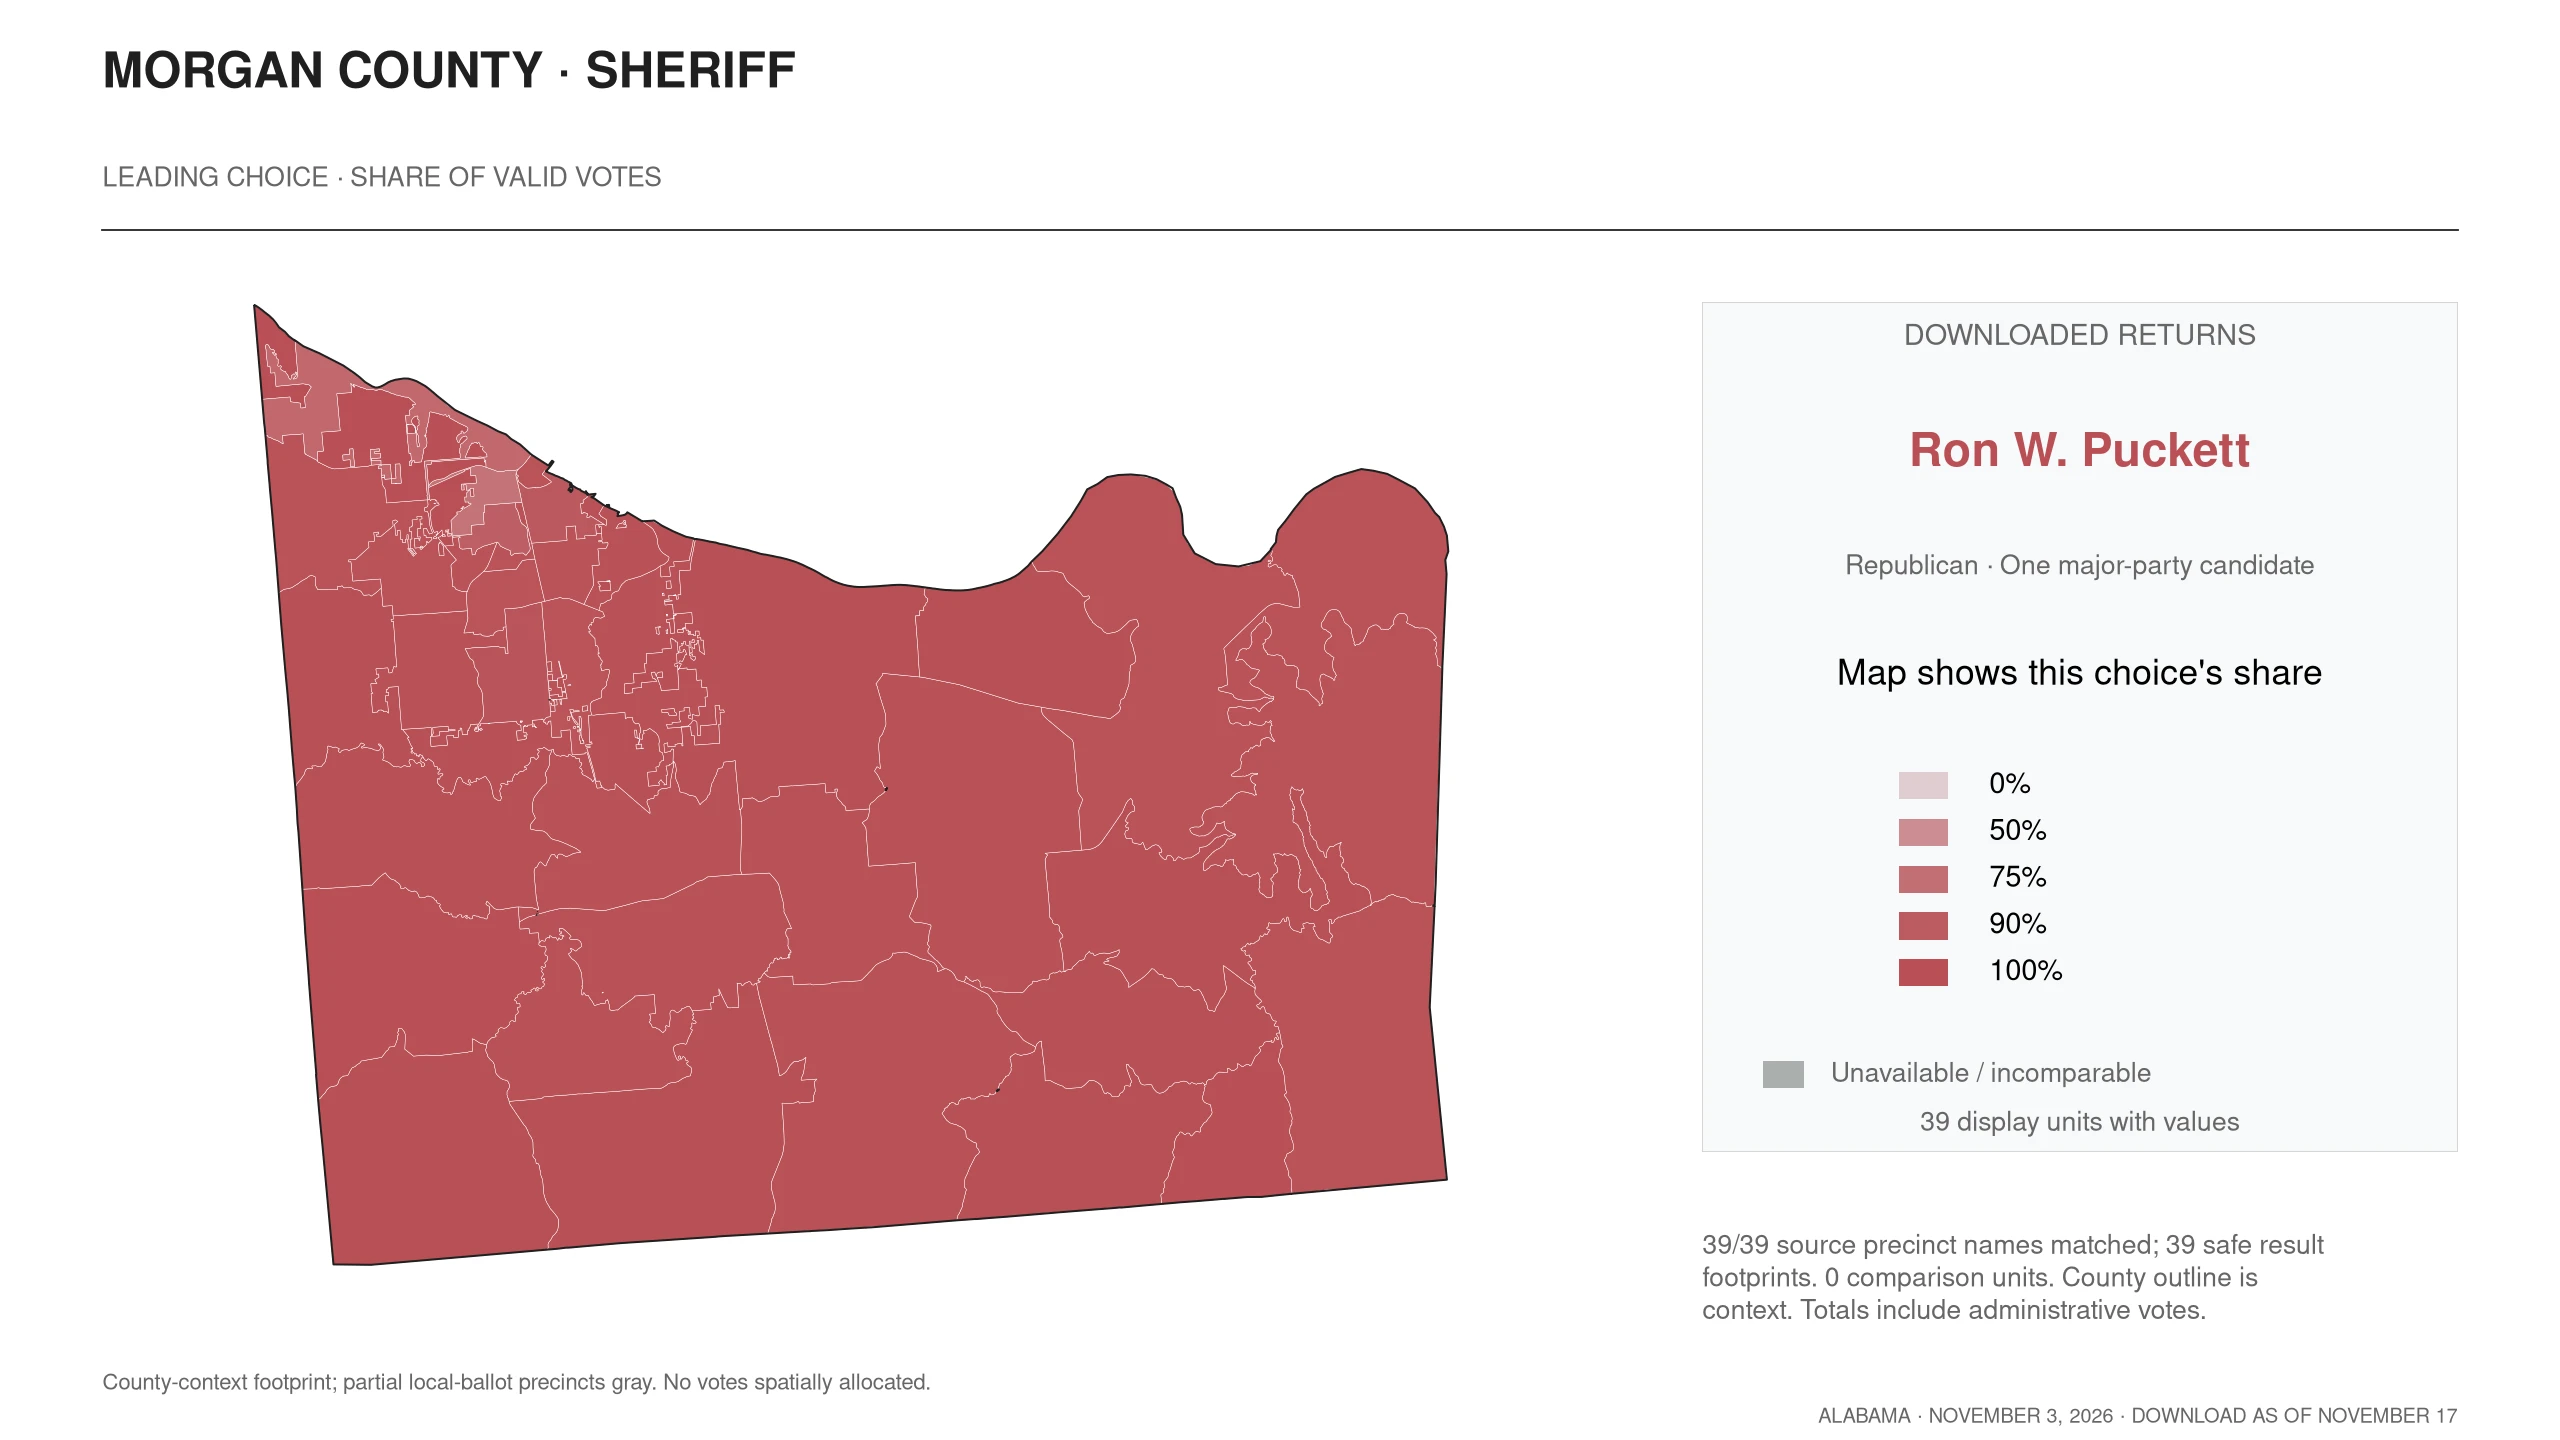 MORGAN COUNTY · SHERIFF
LEADING CHOICE · SHARE OF VALID VOTES
DOWNLOADED RETURNS
Ron W. Puckett
Republican · One major-party candidate
Map shows this choice's share
0%
50%
75%
90%
100%
Unavailable / incomparable
39 display units with values
39/39 source precinct names matched; 39 safe result
footprints. 0 comparison units. County outline is
context. Totals include administrative votes.
County-context footprint; partial local-ballot precincts gray. No votes spatially allocated.
ALABAMA · NOVEMBER 3, 2026 · DOWNLOAD AS OF NOVEMBER 17